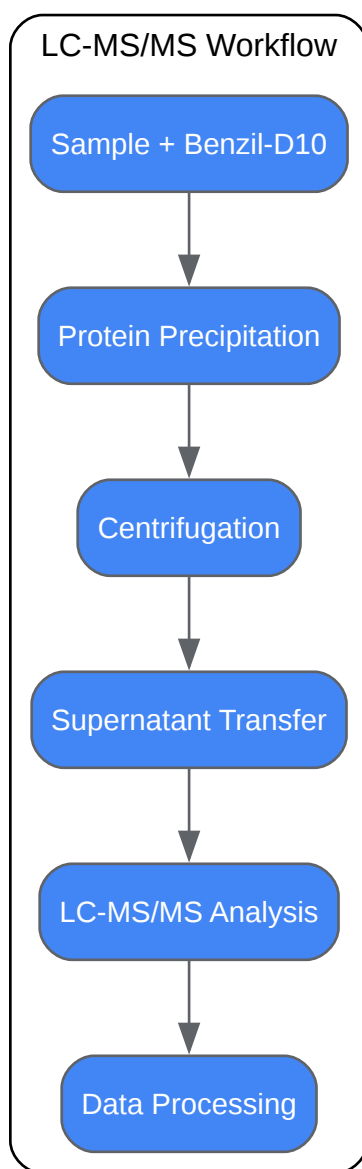 LC-MS/MS Workflow
Sample + Benzil-D10
Protein Precipitation
Centrifugation
Supernatant Transfer
LC-MS/MS Analysis
Data Processing